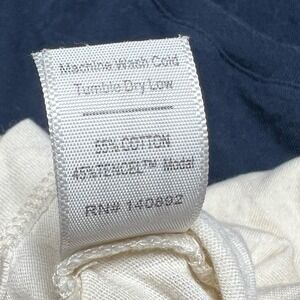 Machine Wash Cold
Tumble Dry Low
55% COTTON
45%TENCEL™ Modal
RN# 140892